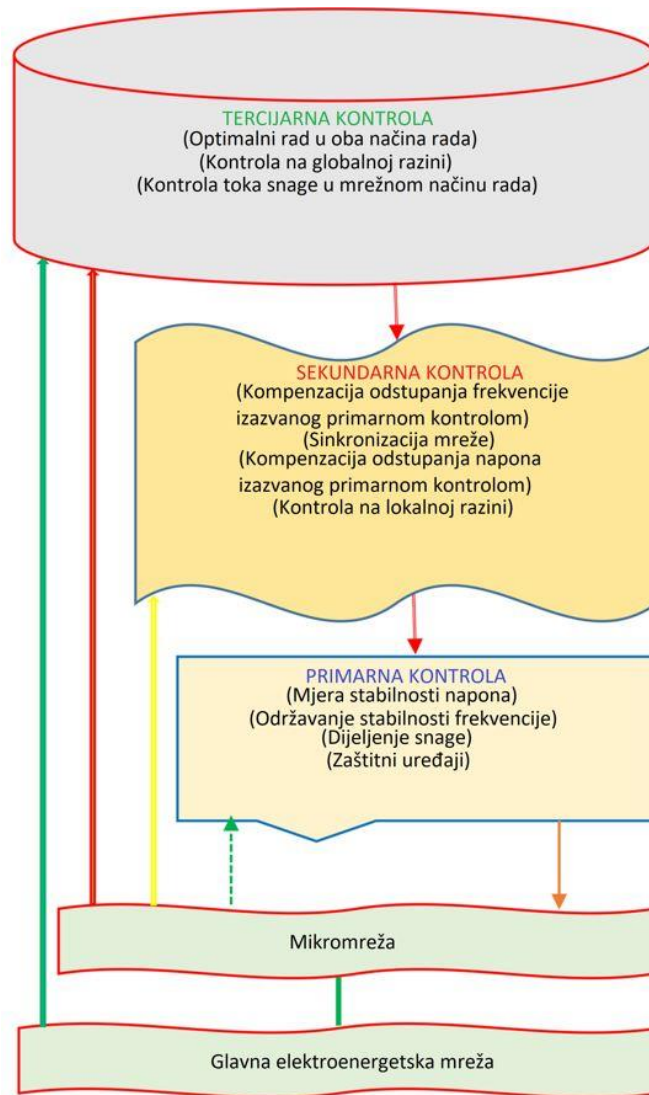 TERCIJARNA KONTROLA
(Optimalni rad u oba načina rada)
(Kontrola na globalnoj razini)
(Kontrola toka snage u mrežnom načinu rada)
SEKUNDARNA KONTROLA
(Kompenzacija odstupanja frekvencije
izazvanog primarnom kontrolom)
(Sinkronizacija mreže)
(Kompenzacija odstupanja napona
izazvanog primarnom kontrolom)
(Kontrola na lokalnoj razini)
PRIMARNA KONTROLA
(Mjera stabilnosti napona)
(Održavanje stabilnosti frekvencije)
(Dijeljenje snage)
(Zaštitni uređaji)
Mikromreža
Glavna elektroenergetska mreža